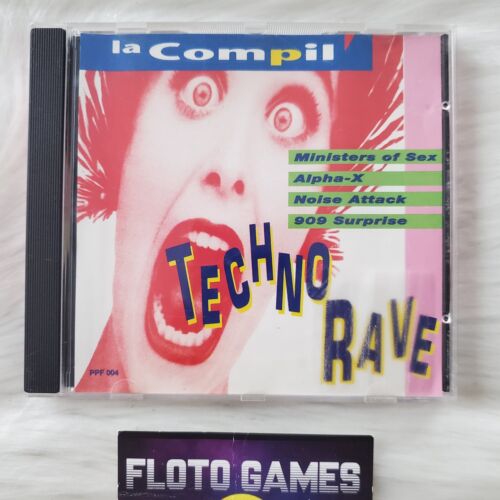 la Compil'
Ministers of Sex
Alpha-X
Noise Attack
909 Surprise
TECHNO
RAVE
PPF 004
FLOTO GAMES